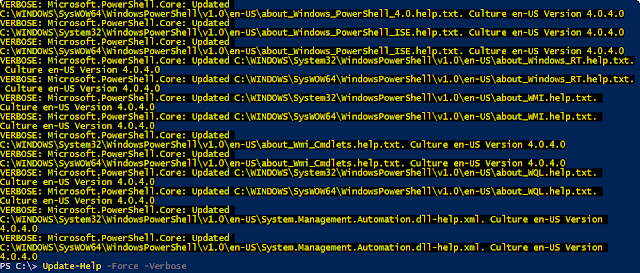 VERBOSE: Microsoft.PowerShell.Core: Updated
C:\WINDOWS\SysWOW64\WindowsPowerShell\v1.0\en-US\about_Windows_PowerShell_4.0.help.txt. Culture en-US Version 4.0.4.0
VERBOSE: Microsoft.PowerShell.Core: Updated
C:\WINDOWS\System32\WindowsPowerShell\v1.0\en-US\about_Windows_PowerShell_ISE.help.txt. Culture en-US Version 4.0.4.0
VERBOSE: Microsoft.PowerShell.Core: Updated
C:\WINDOWS\SysWOW64\WindowsPowerShell\v1.0\en-US\about_Windows_PowerShell_ISE.help.txt. Culture en-US Version 4.0.4.0
VERBOSE: Microsoft.PowerShell.Core: Updated C:\WINDOWS\System32\WindowsPowerShell\v1.0\en-US\about_Windows_RT.help.txt.
Culture en-US Version 4.0.4.0
VERBOSE: Microsoft.PowerShell.Core: Updated C:\WINDOWS\SysWOW64\WindowsPowerShell\v1.0\en-US\about_Windows_RT.help.txt.
Culture en-US Version 4.0.4.0
VERBOSE: Microsoft.PowerShell.Core: Updated C:\WINDOWS\System32\WindowsPowerShell\v1.0\en-US\about_WMI.help.txt.
Culture en-US Version 4.0.4.0
VERBOSE: Microsoft.PowerShell.Core: Updated C:\WINDOWS\SysWOW64\WindowsPowerShell\v1.0\en-US\about_WMI.help.txt.
Culture en-US Version 4.0.4.0
VERBOSE: Microsoft.PowerShell.Core: Updated
C:\WINDOWS\System32\WindowsPowerShell\v1.0\en-US\about_Wmi_Cmdlets.help.txt. Culture en-US Version 4.0.4.0
VERBOSE: Microsoft.PowerShell.Core: Updated
C:\WINDOWS\SysWOW64\WindowsPowerShell\v1.0\en-US\about_Wmi_Cmdlets.help.txt. Culture en-US Version 4.0.4.0
VERBOSE: Microsoft.PowerShell.Core: Updated C:\WINDOWS\System32\WindowsPowerShell\v1.0\en-US\about_WQL.help.txt.
Culture en-US Version 4.0.4.0
VERBOSE: Microsoft.PowerShell.Core: Updated C:\WINDOWS\SysWOW64\WindowsPowerShell\v1.0\en-US\about_WQL.help.txt.
Culture en-US Version 4.0.4.0
VERBOSE: Microsoft.PowerShell.Core: Updated
C:\WINDOWS\System32\WindowsPowerShell\v1.0\en-US\System.Management.Automation.dll-help.xml. Culture en-US Version
4.0.4.0
VERBOSE: Microsoft.PowerShell.Core: Updated
C:\WINDOWS\SysWOW64\WindowsPowerShell\v1.0\en-US\System.Management.Automation.dll-help.xml. Culture en-US Version
4.0.4.0
PS C:\> Update-Help -Force -Verbose